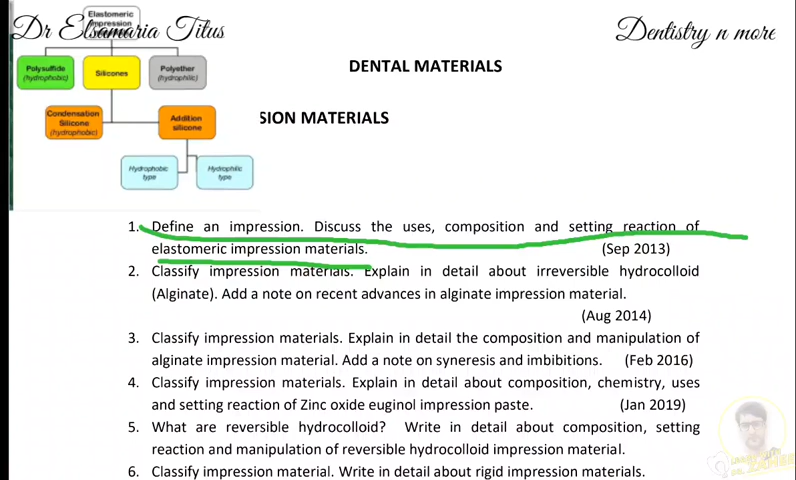 Dr Elsamaria Titus
Dentistry n more
Elastomeric
Impression
Polysulfide
(hydrophobic)
Silicones
Polyether
(hydrophilic)
Condensation
Silicone
(hydrophobic)
Addition
silicone
Hydrophobic
type
Hydrophilic
type
DENTAL MATERIALS
SION MATERIALS
1. Define an impression. Discuss the uses, composition and setting reaction of
elastomeric impression materials. (Sep 2013)
2. Classify impression materials. Explain in detail about irreversible hydrocolloid
(Alginate). Add a note on recent advances in alginate impression material.
(Aug 2014)
3. Classify impression materials. Explain in detail the composition and manipulation of
alginate impression material. Add a note on syneresis and imbibitions. (Feb 2016)
4. Classify impression materials. Explain in detail about composition, chemistry, uses
and setting reaction of Zinc oxide euginol impression paste. (Jan 2019)
5. What are reversible hydrocolloid? Write in detail about composition, setting
reaction and manipulation of reversible hydrocolloid impression material.
6. Classify impression material. Write in detail about rigid impression materials.